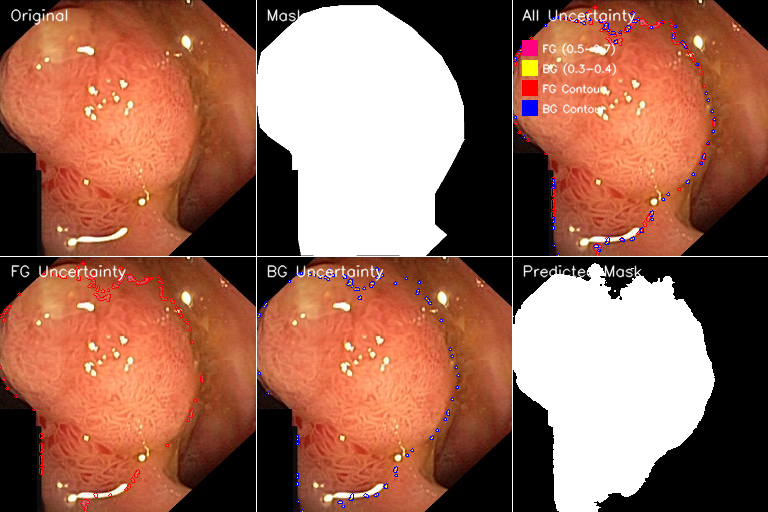 Original
Mask
All Uncertainty
FG (0.5-0.7)
BG (0.3-0.4)
FG Contour
BG Contour
FG Uncertainty
BG Uncertainty
Predicted Mask